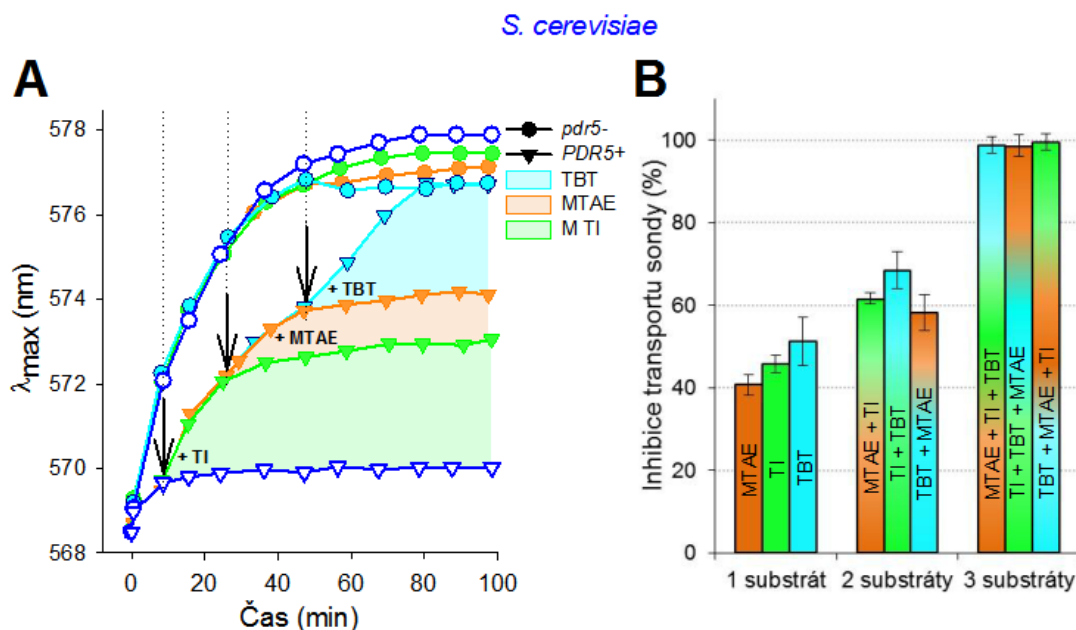 S. cerevisiae
A
578
576
574
572
570
568
λmax (nm)
0
20
40
60
80
100
Čas (min)
+ TI
+ MTAE
+ TBT
pdr5-
PDR5+
TBT
MTAE
M TI
B
100
80
60
40
20
0
Inhibice transportu sondy (%)
MTAE
TI
TBT
MTAE + TI
TI + TBT
TBT + MTAE
MTAE + TI + TBT
TI + TBT + MTAE
TBT + MTAE + TI
1 substrát
2 substráty
3 substráty